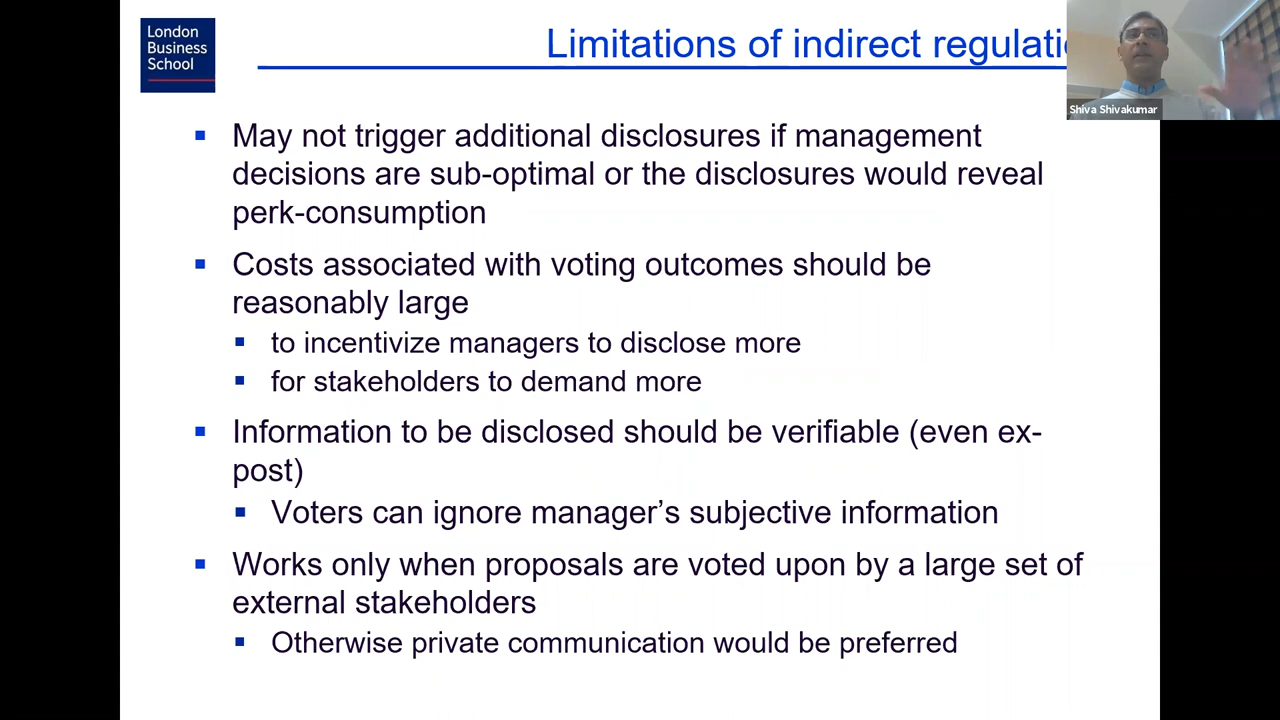 London
Business
School
Limitations of indirect regulati
Shiva Shivakumar
▪ May not trigger additional disclosures if management
decisions are sub-optimal or the disclosures would reveal
perk-consumption
▪ Costs associated with voting outcomes should be
reasonably large
▪ to incentivize managers to disclose more
▪ for stakeholders to demand more
▪ Information to be disclosed should be verifiable (even ex-
post)
▪ Voters can ignore manager’s subjective information
▪ Works only when proposals are voted upon by a large set of
external stakeholders
▪ Otherwise private communication would be preferred